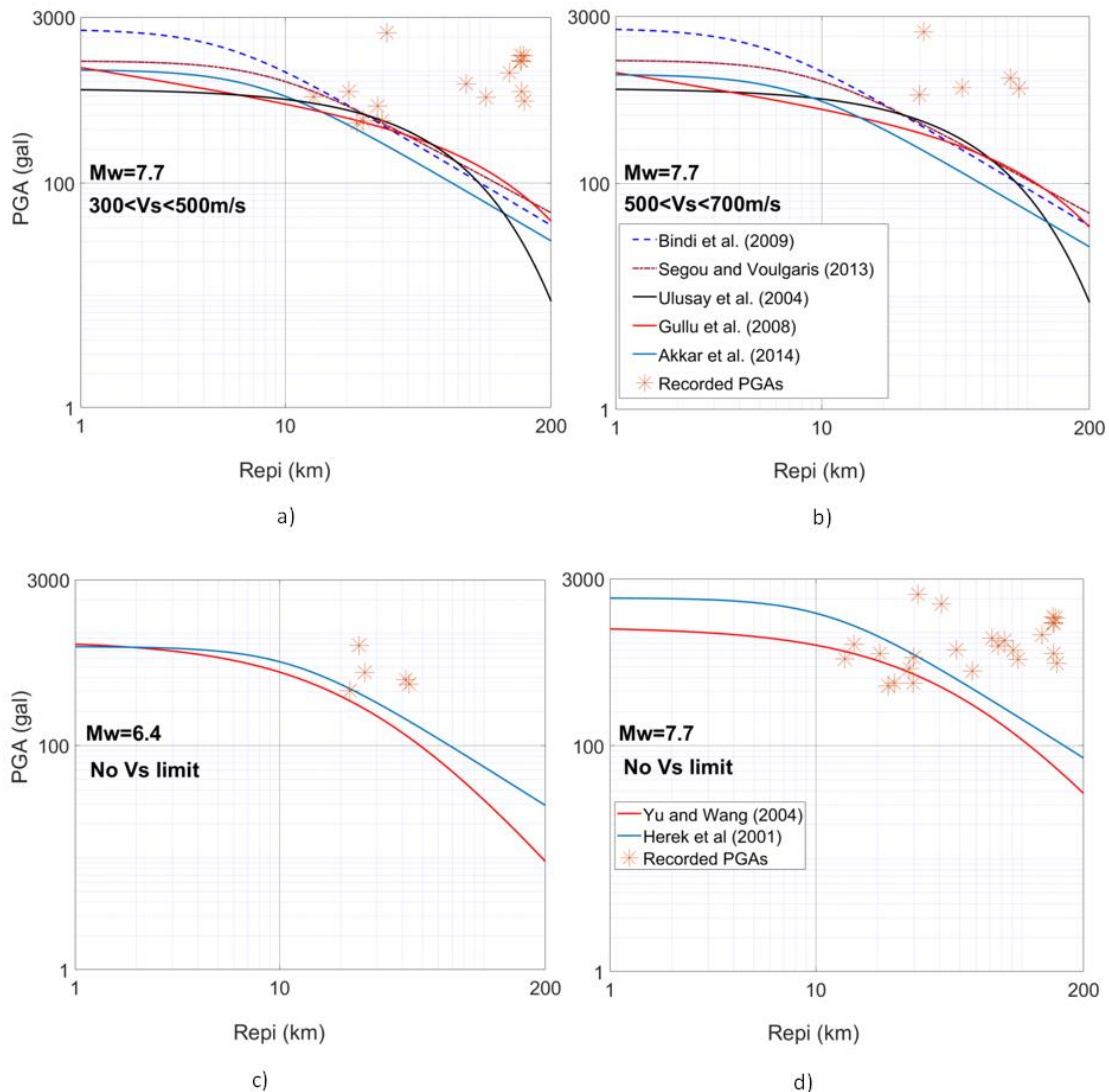 3000
PGA (gal)
100
1
Mw=7.7
300<Vs<500m/s
1
10
200
Repi (km)
a)
3000
100
1
Mw=7.7
500<Vs<700m/s
Bindi et al. (2009)
Segou and Voulgaris (2013)
Ulusay et al. (2004)
Gullu et al. (2008)
Akkar et al. (2014)
Recorded PGAs
1
10
200
Repi (km)
b)
3000
PGA (gal)
100
1
Mw=6.4
No Vs limit
1
10
200
Repi (km)
c)
3000
100
1
Mw=7.7
No Vs limit
Yu and Wang (2004)
Herek et al (2001)
Recorded PGAs
1
10
200
Repi (km)
d)